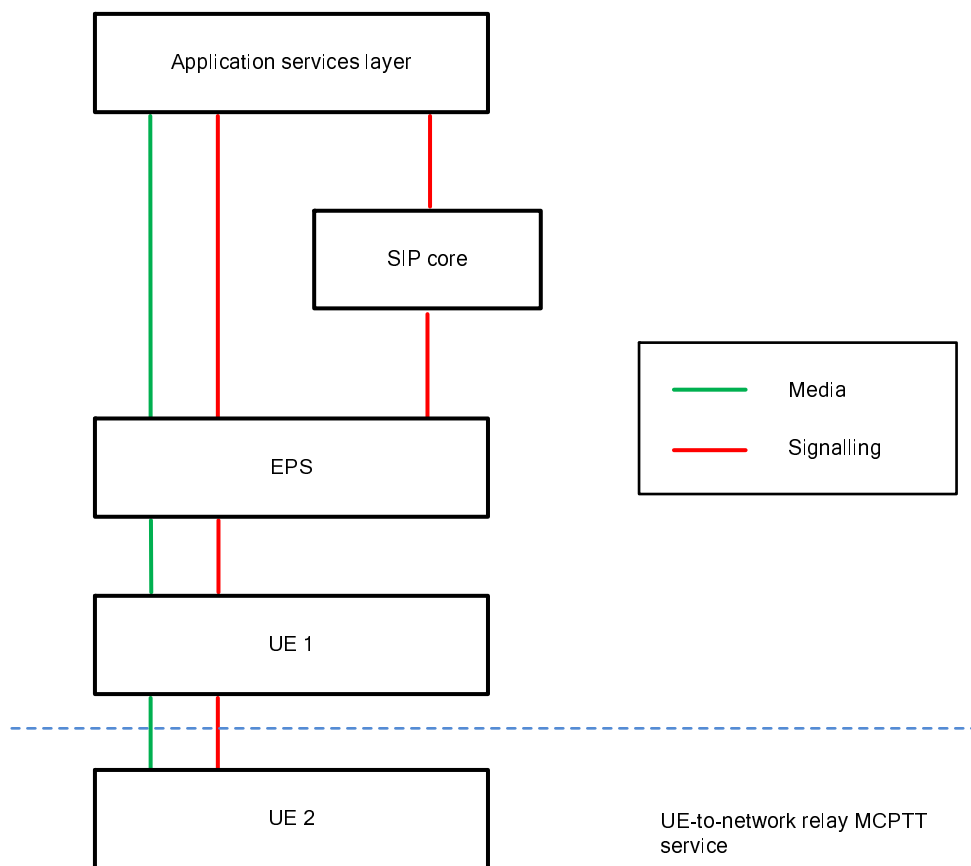 Application services layer
SIP core
EPS
Media
Signalling
UE 1
UE 2
UE-to-network relay MCPTT
service